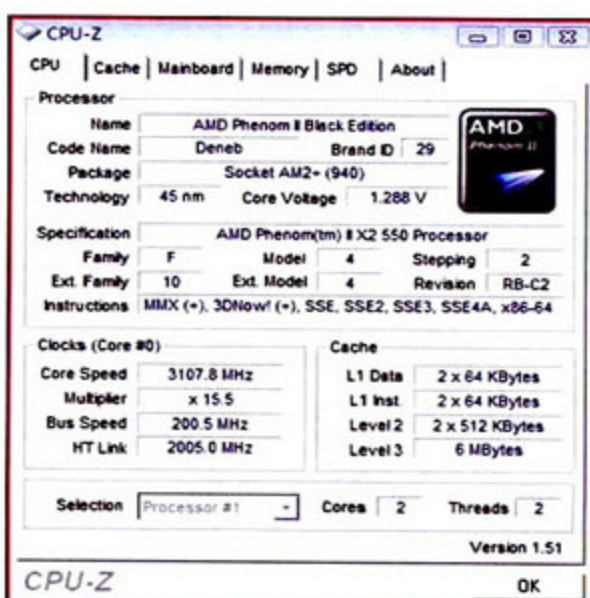 CPU-Z
CPU Cache Mainboard Memory SPD About
Processor
Name AMD Phenom II Black Edition
Code Name Deneb Brand ID 29
Package Socket AM2+ (940)
Technology 45 nm Core Voltage 1.288 V
AMD
Phenom II
Specification AMD Phenom(tm) II X2 550 Processor
Family F Model 4 Stepping 2
Ext. Family 10 Ext. Model 4 Revision RB-C2
Instructions MMX (+), 3DNow! (+), SSE, SSE2, SSE3, SSE4A, x86-64
Clocks (Core #0)
Core Speed 3107.8 MHz
Multiplier x 15.5
Bus Speed 200.5 MHz
HT Link 2005.0 MHz
Cache
L1 Data 2 x 64 KBytes
L1 Inst. 2 x 64 KBytes
Level 2 2 x 512 KBytes
Level 3 6 MBytes
Selection Processor #1 Cores 2 Threads 2
Version 1.51
CPU-Z OK